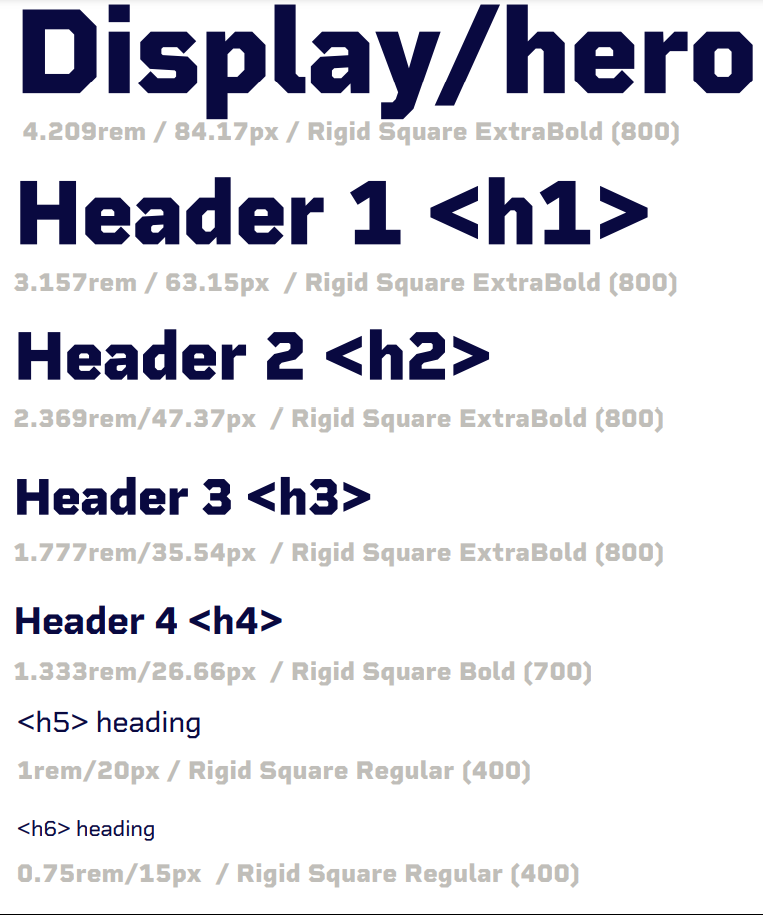 Display/hero
4.209rem / 84.17px / Rigid Square ExtraBold (800)
Header 1 <h1>
3.157rem / 63.15px / Rigid Square ExtraBold (800)
Header 2 <h2>
2.369rem/47.37px / Rigid Square ExtraBold (800)
Header 3 <h3>
1.777rem/35.54px / Rigid Square ExtraBold (800)
Header 4 <h4>
1.333rem/26.66px / Rigid Square Bold (700)
<h5> heading
1rem/20px / Rigid Square Regular (400)
<h6> heading
0.75rem/15px / Rigid Square Regular (400)